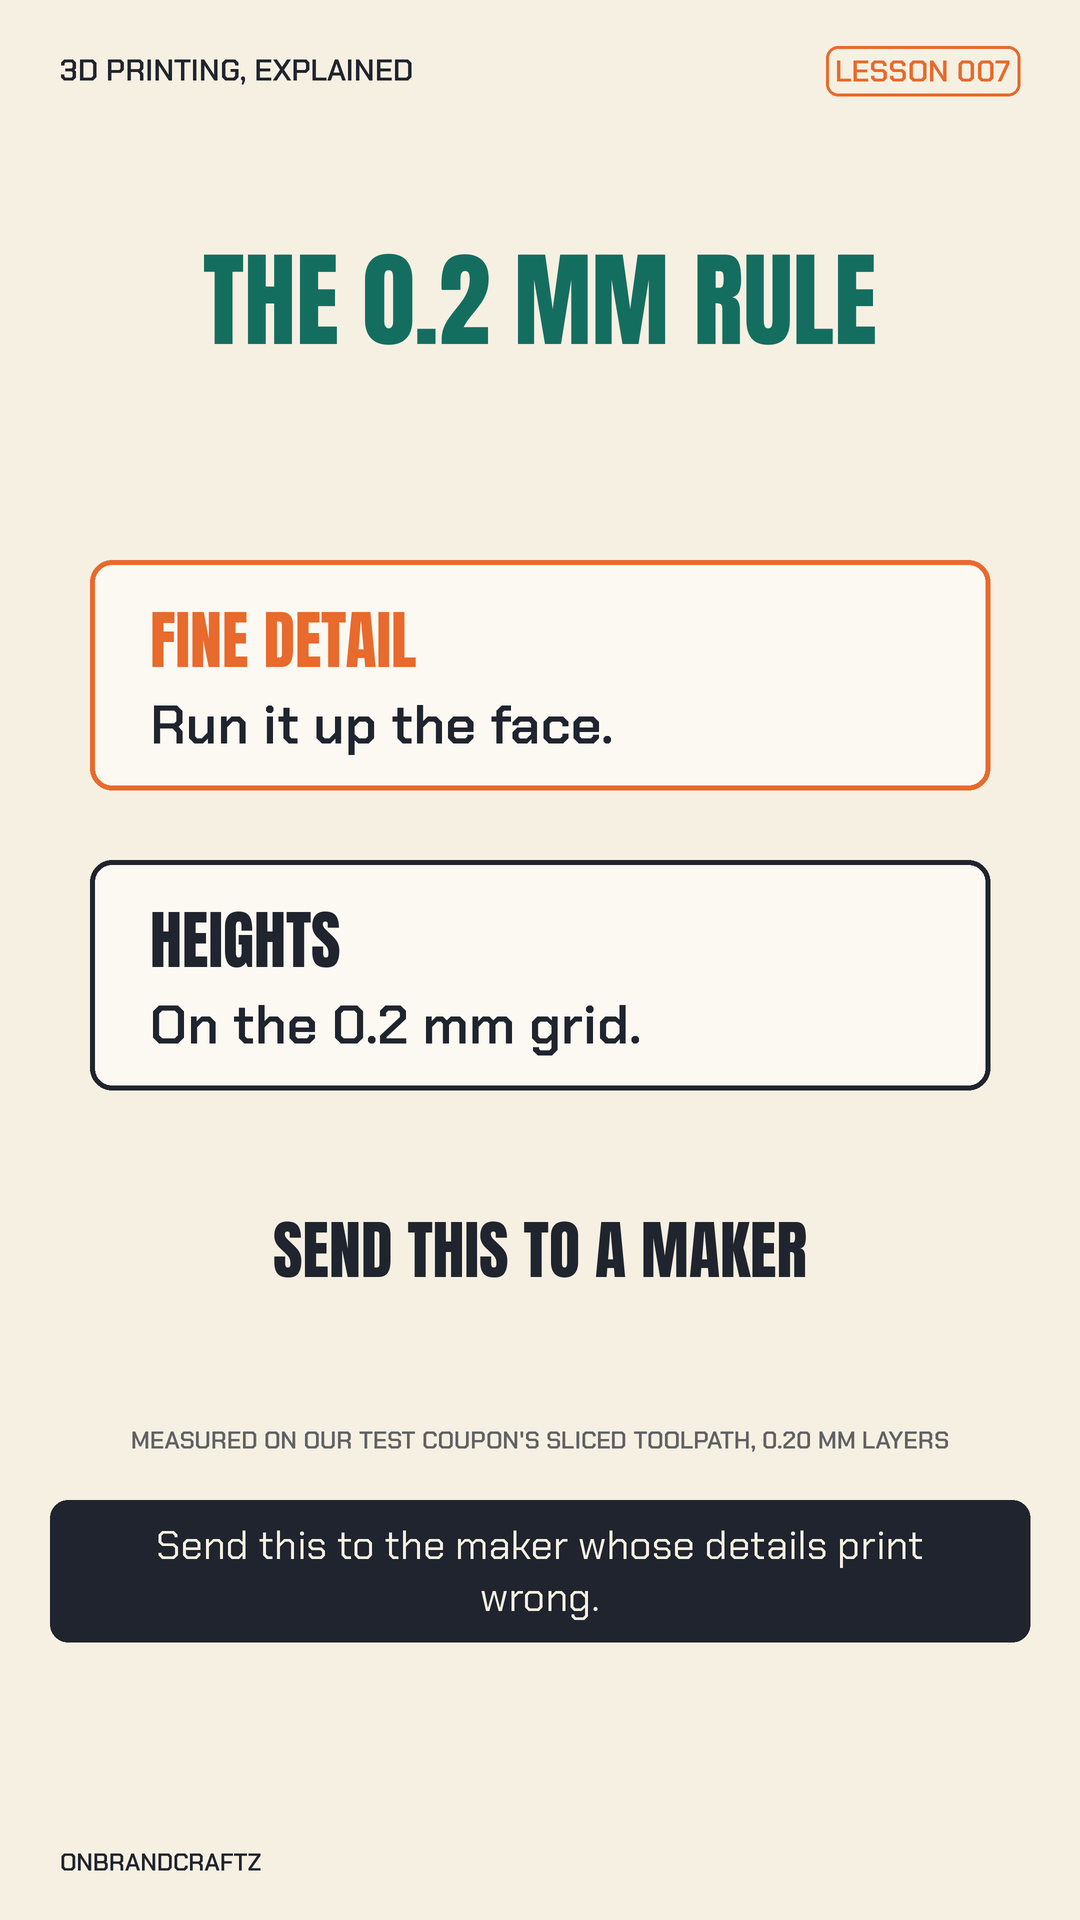 3D PRINTING, EXPLAINED
LESSON 007
THE 0.2 MM RULE
FINE DETAIL
Run it up the face.
HEIGHTS
On the 0.2 mm grid.
SEND THIS TO A MAKER
MEASURED ON OUR TEST COUPON'S SLICED TOOLPATH, 0.20 MM LAYERS
Send this to the maker whose details print
wrong.
ONBRANDCRAFTZ